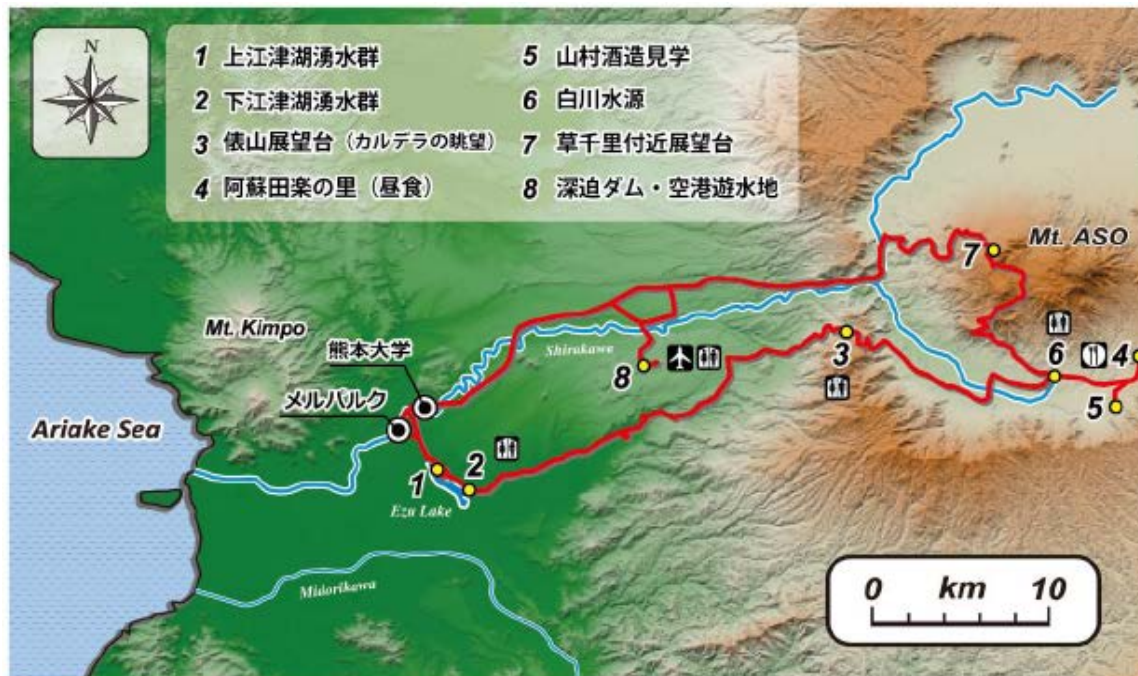 N
1 上江津湖湧水群
2 下江津湖湧水群
3 俵山展望台（カルデラの眺望）
4 阿蘇田楽の里（昼食）
5 山村酒造見学
6 白川水源
7 草千里付近展望台
8 深迫ダム・空港遊水地
7
Mt. ASO
Mt. Kimpo
熊本大学
Shirakawa
3
6
4
8
メルパルク
5
Ariake Sea
1
2
Ezu Lake
Midorikawa
0 km 10